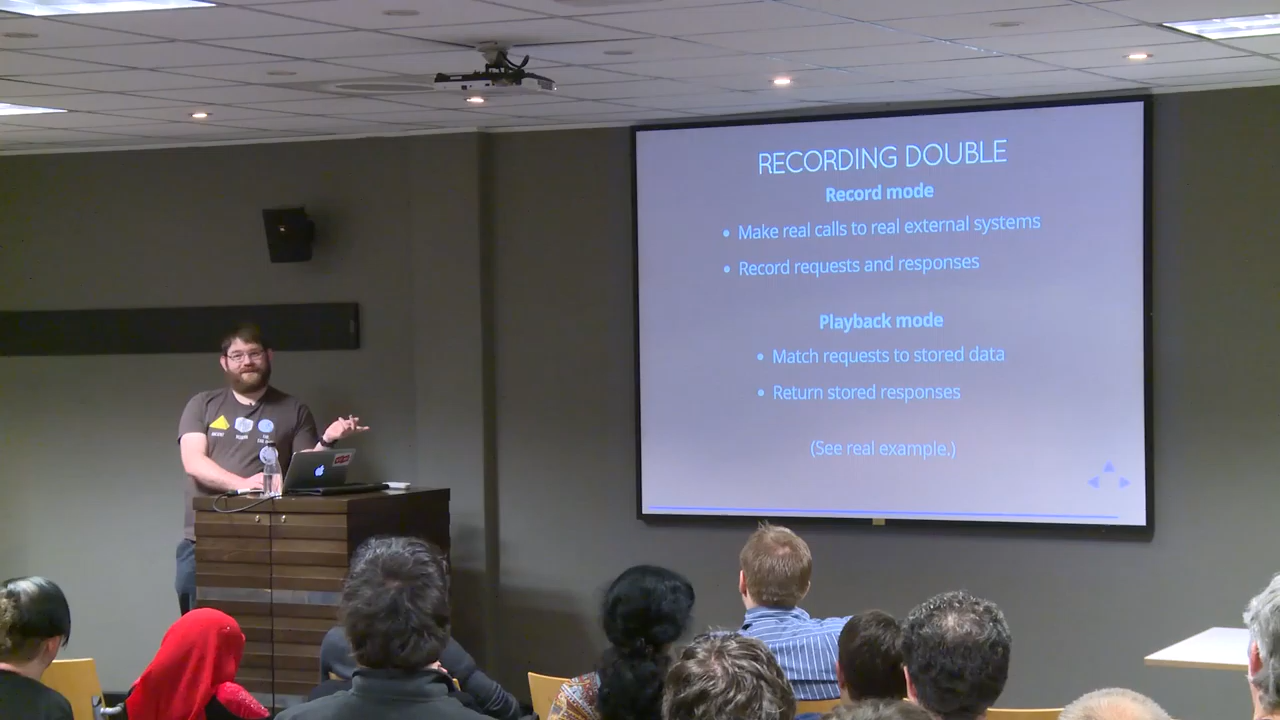 RECORDING DOUBLE
Record mode
• Make real calls to real external systems
• Record requests and responses
Playback mode
• Match requests to stored data
• Return stored responses
(See real example.)